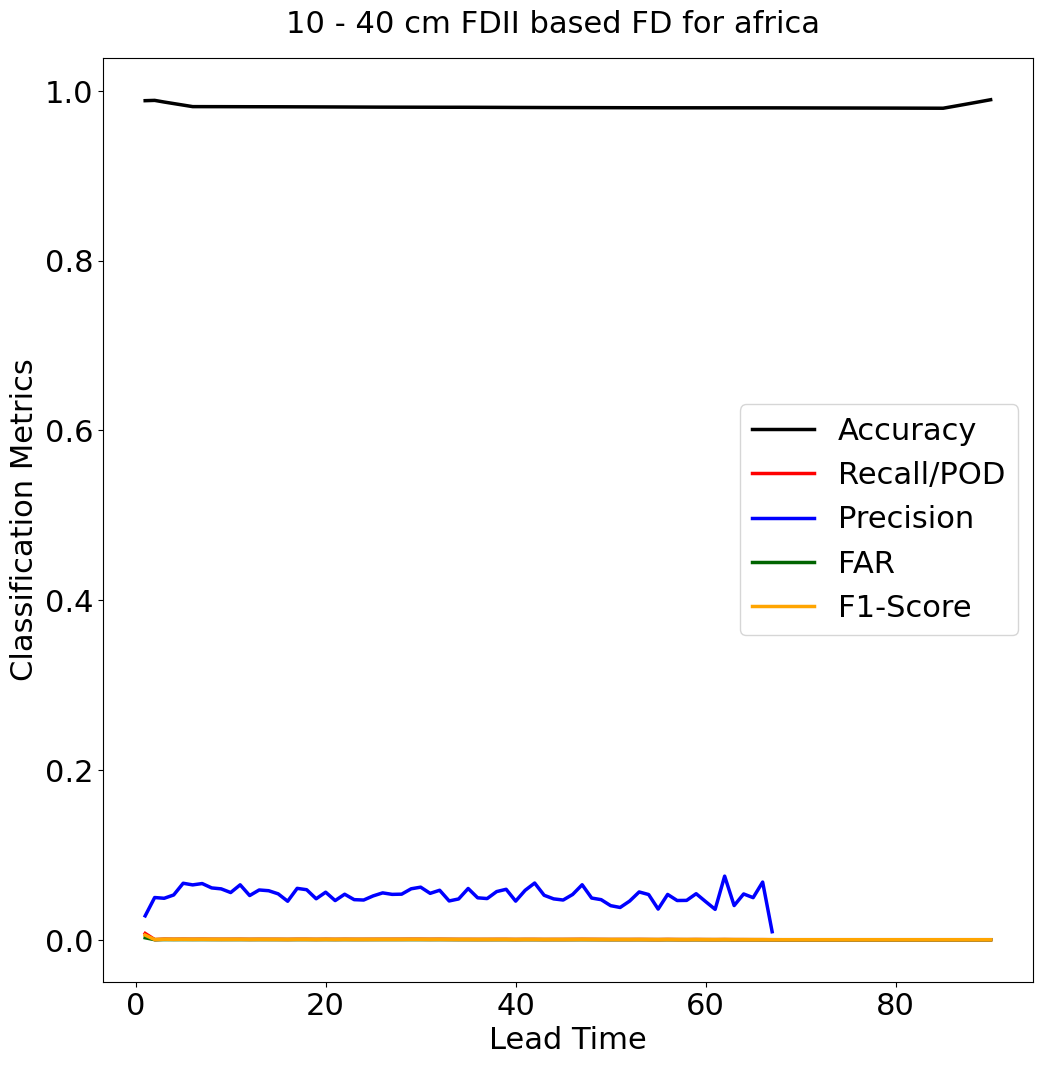 10 - 40 cm FDII based FD for africa
1.0
0.8
0.6
0.4
0.2
0.0
Classification Metrics
Accuracy
Recall/POD
Precision
FAR
F1-Score
0 20 40 60 80
Lead Time